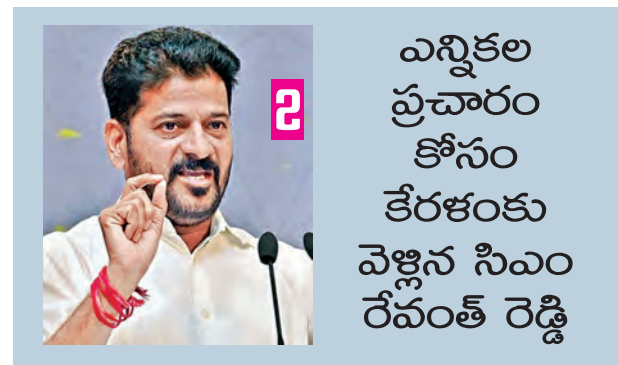 2
ఎన్నికల
ప్రచారం
కోసం
కేరళంకు
వెళ్లిన సిఎం
రేవంత్ రెడ్డి